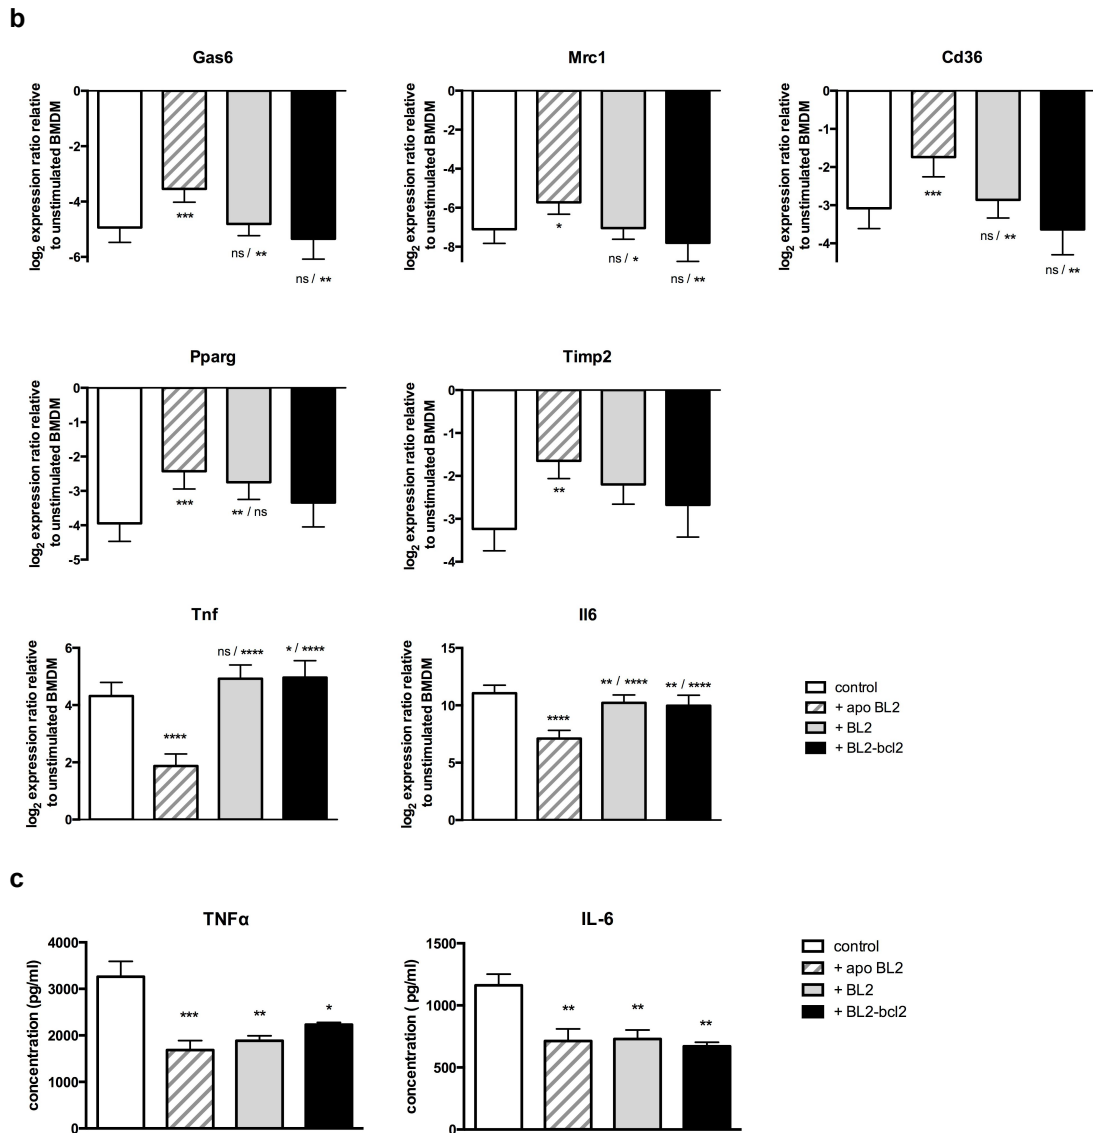 b
Gas6
log2 expression ratio relative
to unstimulated BMDM
0
-2
-4
-6
***
ns / **
ns / **
Mrc1
log2 expression ratio relative
to unstimulated BMDM
0
-2
-4
-6
-8
*
ns / *
ns / **
Cd36
log2 expression ratio relative
to unstimulated BMDM
0
-1
-2
-3
-4
***
ns / **
ns / **
Pparg
log2 expression ratio relative
to unstimulated BMDM
0
-1
-2
-3
-4
-5
***
** / ns
Timp2
log2 expression ratio relative
to unstimulated BMDM
0
-1
-2
-3
-4
**
Tnf
log2 expression ratio relative
to unstimulated BMDM
6
4
2
0
****
ns / ****
* / ****
Il6
log2 expression ratio relative
to unstimulated BMDM
15
10
5
0
****
** / ****
** / ****
control
+ apo BL2
+ BL2
+ BL2-bcl2
c
TNFα
concentration (pg/ml)
4000
3000
2000
1000
0
***
**
*
IL-6
concentration ( pg/ml)
1500
1000
500
0
**
**
**
control
+ apo BL2
+ BL2
+ BL2-bcl2